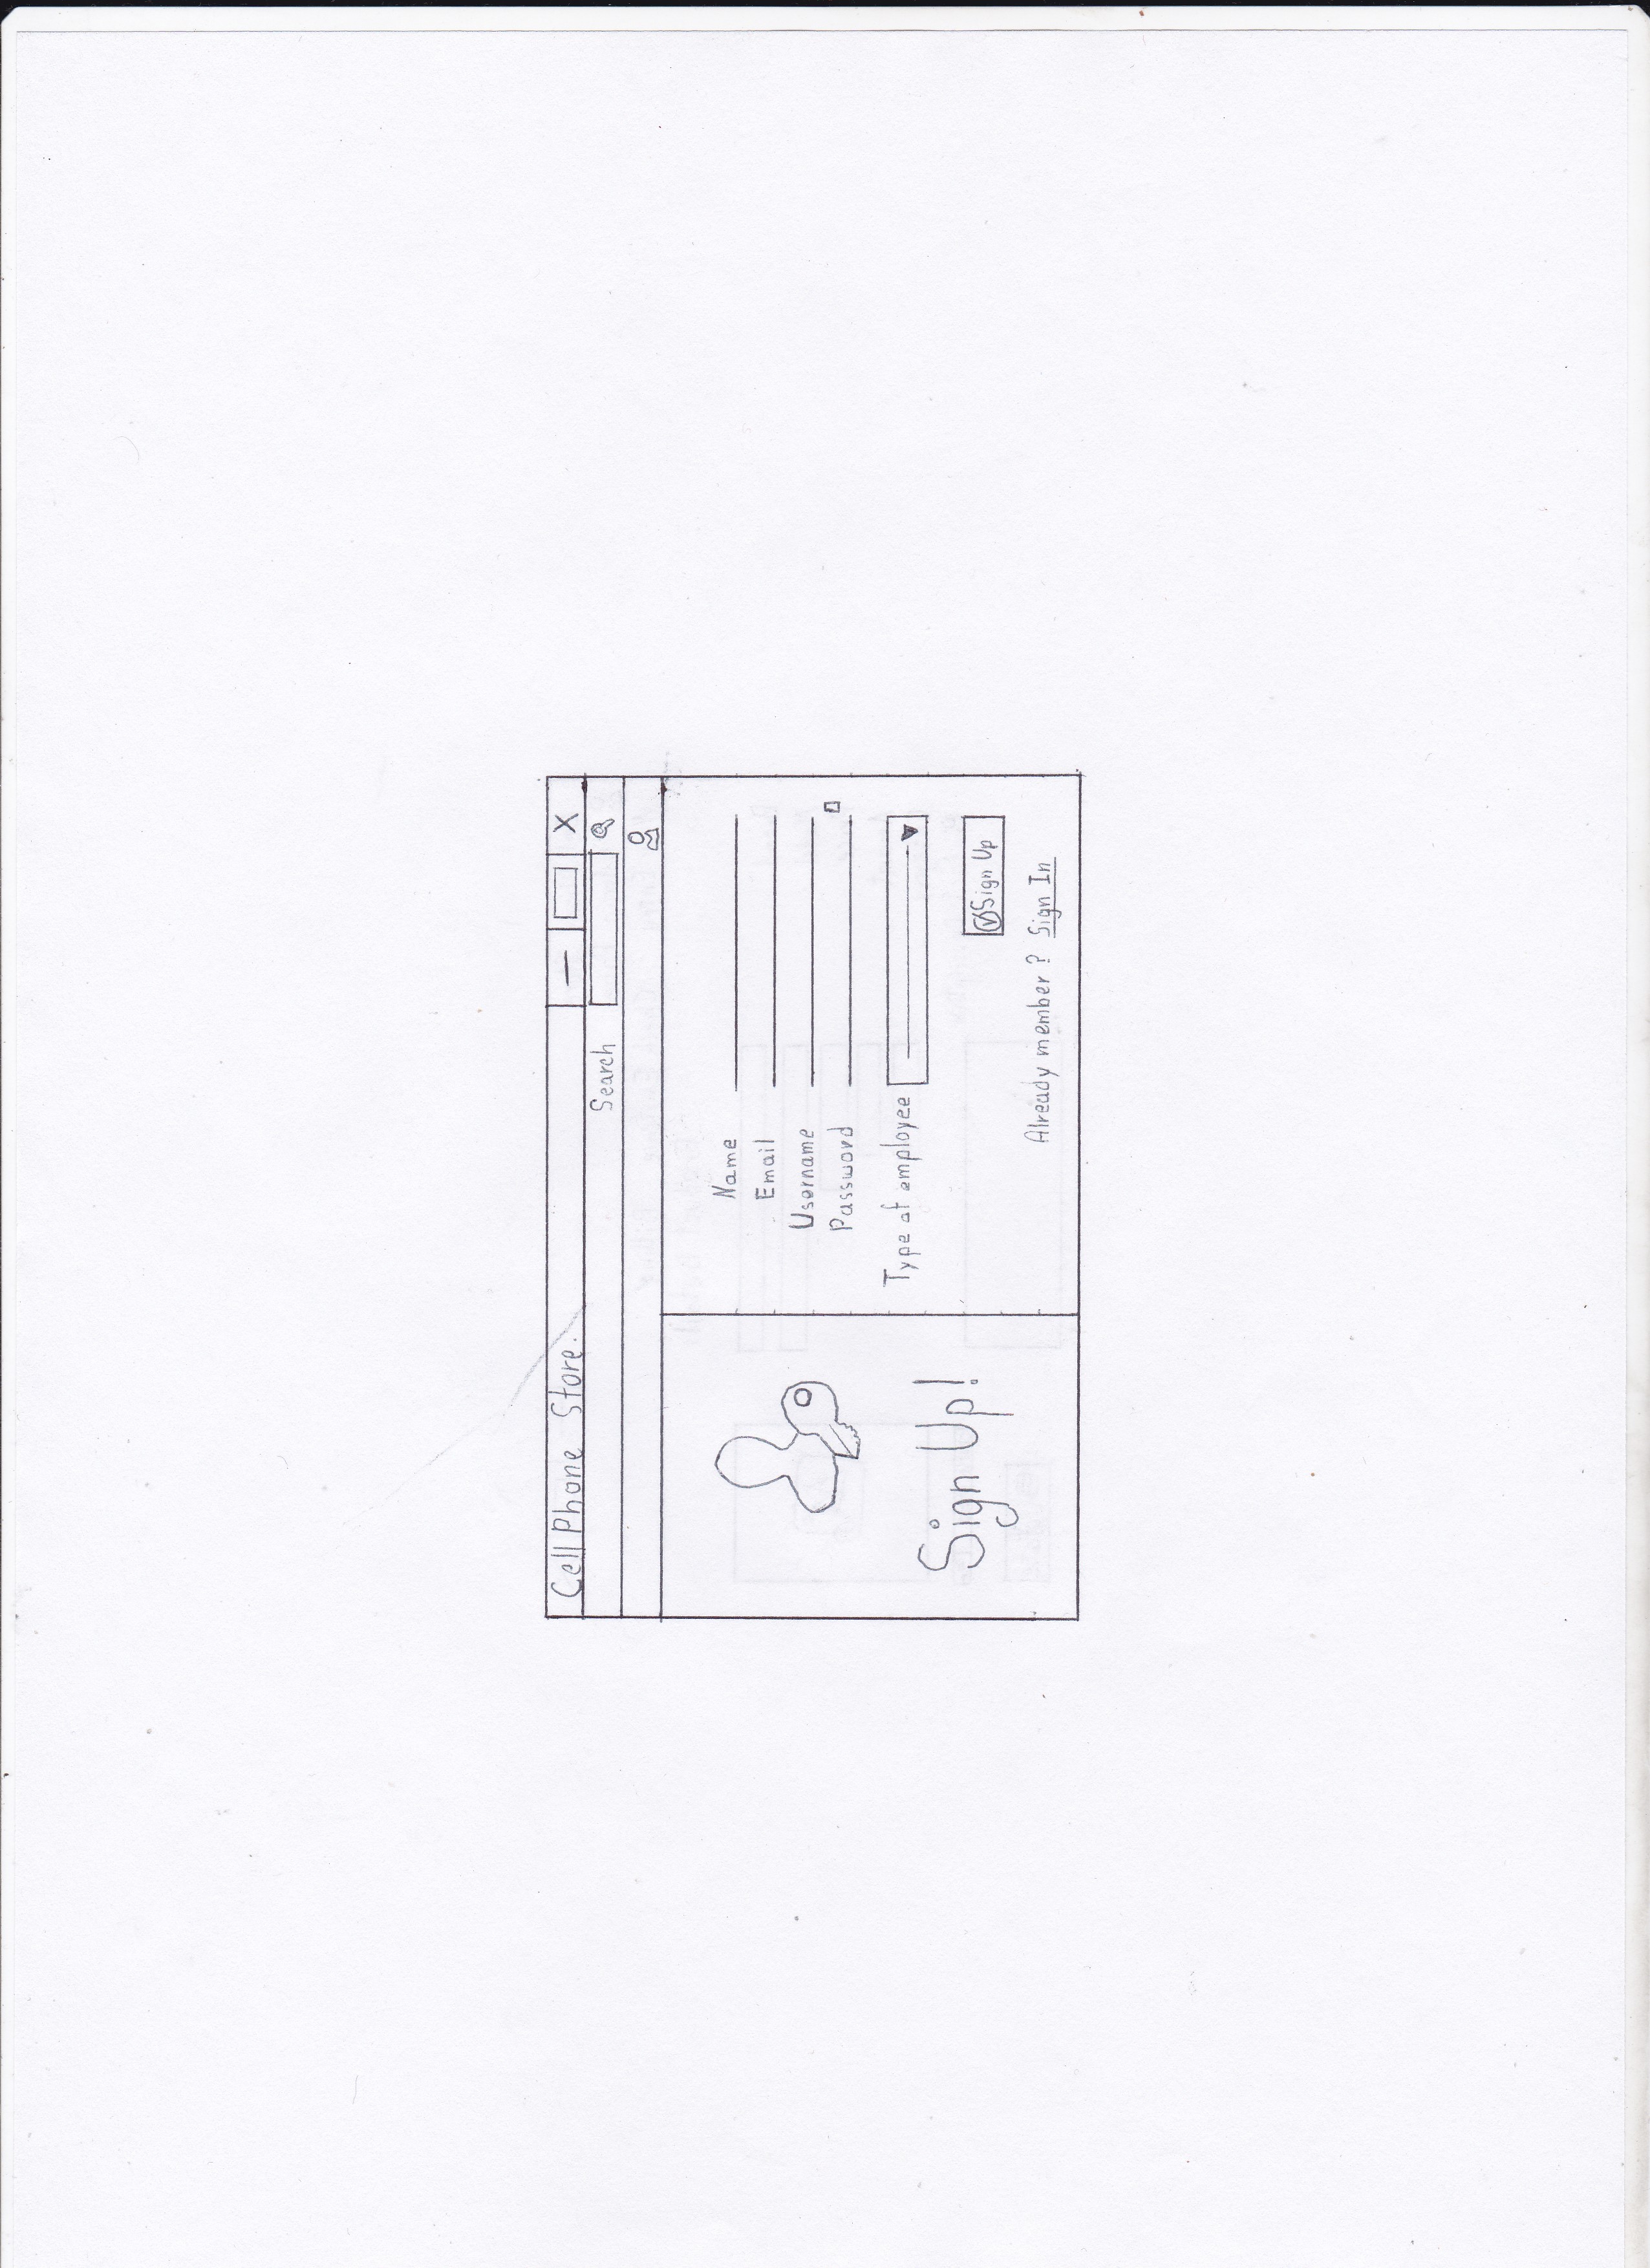 Cell Phone Store.
X
Search
Name
Email
Username
Password
Type of employee
Sign Up
Already member? Sign In
Sign Up!